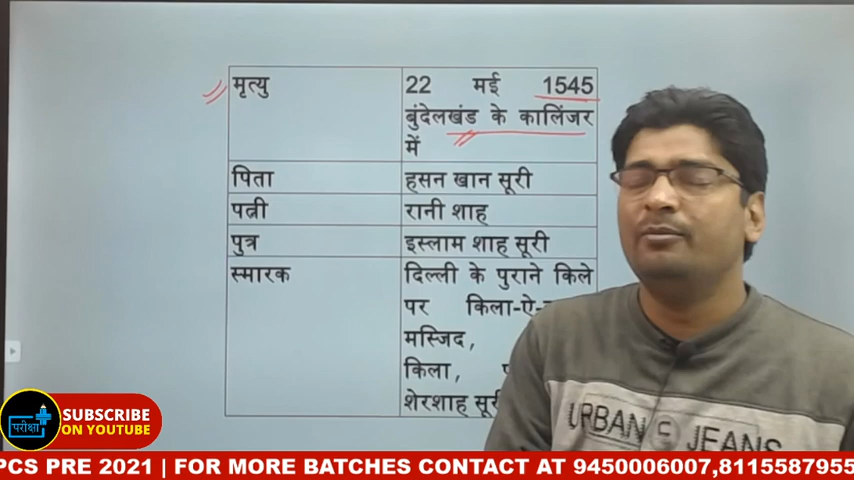 मृत्यु
22 मई 1545
बुंदेलखंड के कालिंजर
में
पिता
हसन खान सूरी
पत्नी
रानी शाह
पुत्र
इस्लाम शाह सूरी
स्मारक
दिल्ली के पुराने किले
पर किला-ऐ-
मस्जिद,
किला,
शेरशाह सूर
URBAN JEANS
परीक्षा
SUBSCRIBE
ON YOUTUBE
PCS PRE 2021 | FOR MORE BATCHES CONTACT AT 9450006007,8115587955